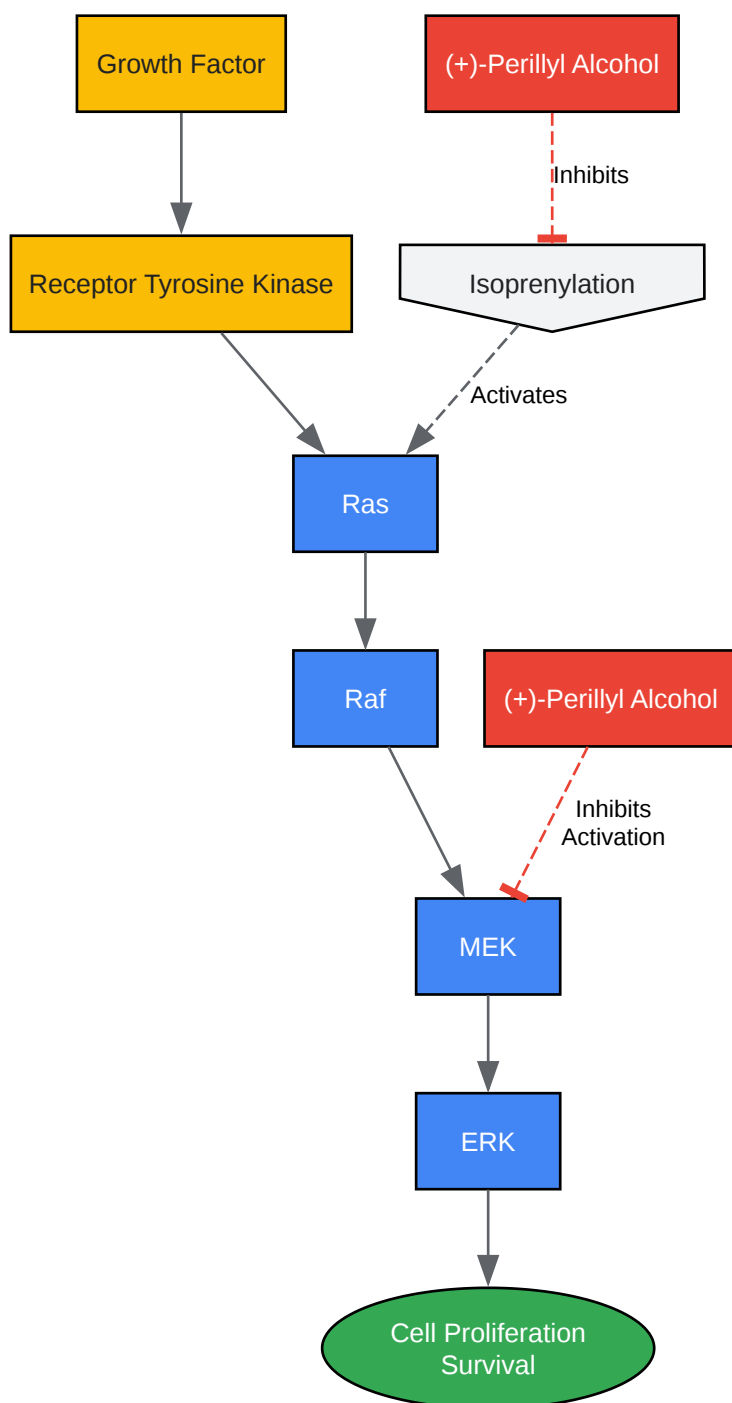 Growth Factor
(+)-Perillyl Alcohol
Inhibits
Receptor Tyrosine Kinase
Isoprenylation
Activates
Ras
Raf
(+)-Perillyl Alcohol
Inhibits
Activation
MEK
ERK
Cell Proliferation
Survival